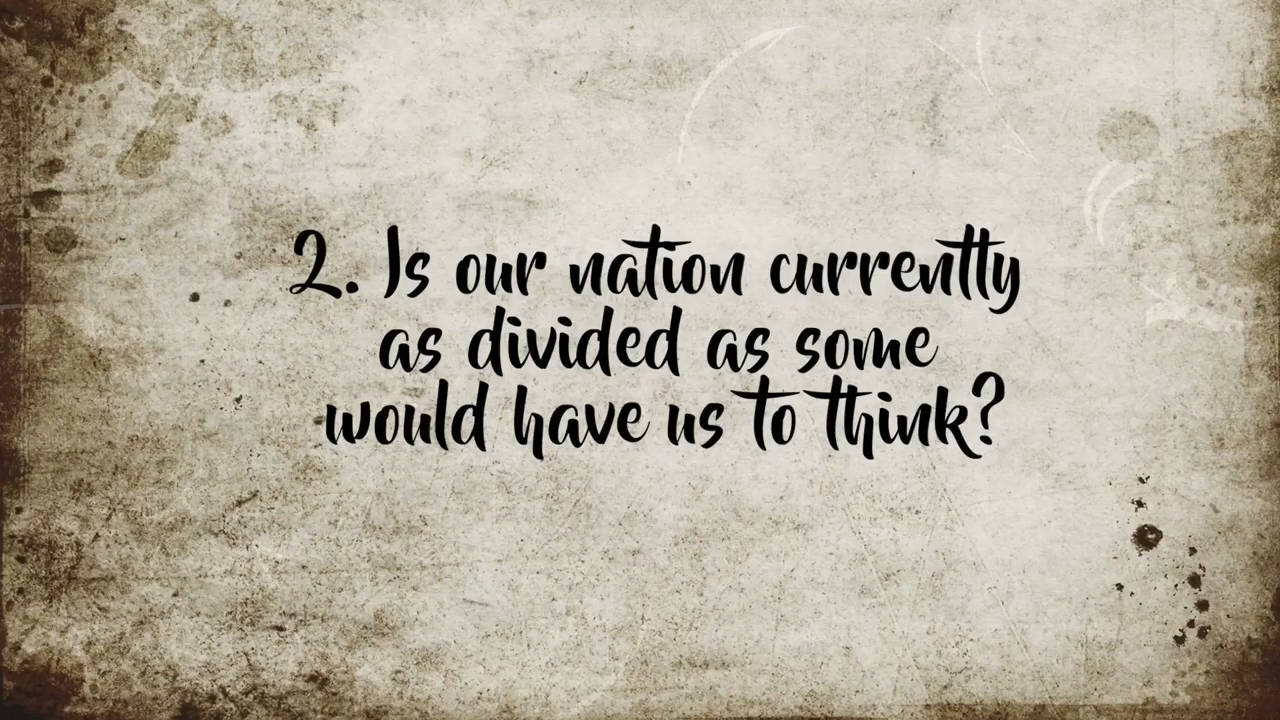 2. Is our nation currently
as divided as some
would have us to think?